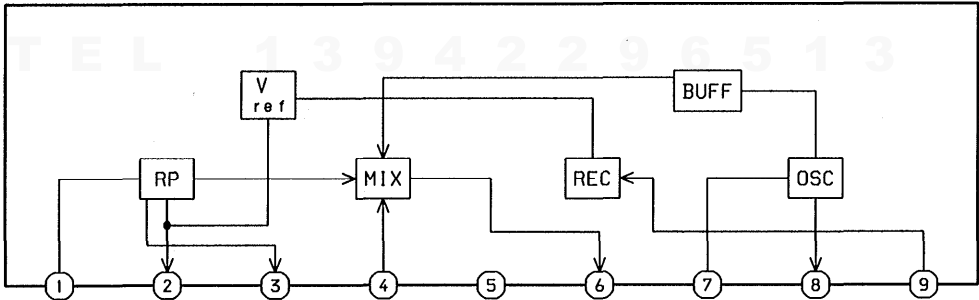 TEL 13942296513
V
ref
BUFF
RP
MIX
REC
OSC
1 2 3 4 5 6 7 8 9